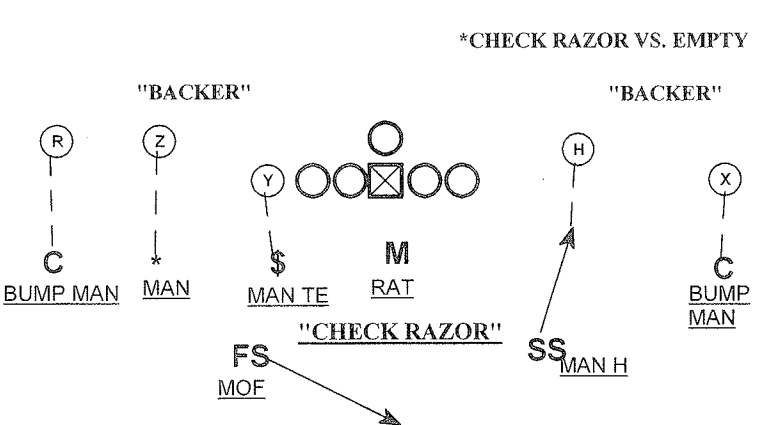 *CHECK RAZOR VS. EMPTY
"BACKER" "BACKER"
R Z H
Y X
C * $ M C
BUMP MAN MAN MAN TE RAT BUMP MAN
"CHECK RAZOR"
FS SS MAN H
MOF